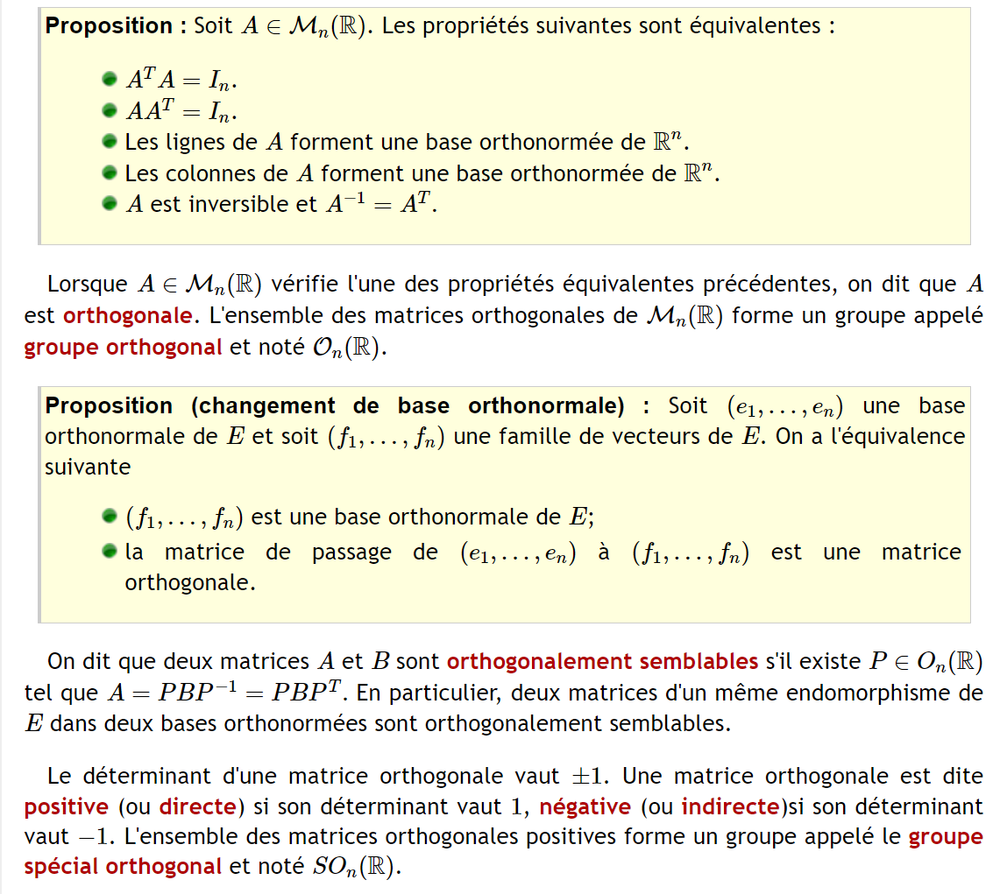 Proposition : Soit $A \in \mathcal{M}_n(\mathbb{R})$. Les propriétés suivantes sont équivalentes :
$A^T A = I_n$.
$AA^T = I_n$.
Les lignes de $A$ forment une base orthonormée de $\mathbb{R}^n$.
Les colonnes de $A$ forment une base orthonormée de $\mathbb{R}^n$.
$A$ est inversible et $A^{-1} = A^T$.
Lorsque $A \in \mathcal{M}_n(\mathbb{R})$ vérifie l'une des propriétés équivalentes précédentes, on dit que $A$
est orthogonale. L'ensemble des matrices orthogonales de $\mathcal{M}_n(\mathbb{R})$ forme un groupe appelé
groupe orthogonal et noté $\mathcal{O}_n(\mathbb{R})$.
Proposition (changement de base orthonormale) : Soit $(e_1, \ldots, e_n)$ une base
orthonormale de $E$ et soit $(f_1, \ldots, f_n)$ une famille de vecteurs de $E$. On a l'équivalence
suivante
$(f_1, \ldots, f_n)$ est une base orthonormale de $E$;
la matrice de passage de $(e_1, \ldots, e_n)$ à $(f_1, \ldots, f_n)$ est une matrice
orthogonale.
On dit que deux matrices $A$ et $B$ sont orthogonalement semblables s'il existe $P \in O_n(\mathbb{R})$
tel que $A = PBP^{-1} = PBP^T$. En particulier, deux matrices d'un même endomorphisme de
$E$ dans deux bases orthonormées sont orthogonalement semblables.
Le déterminant d'une matrice orthogonale vaut $\pm 1$. Une matrice orthogonale est dite
positive (ou directe) si son déterminant vaut $1$, négative (ou indirecte)si son déterminant
vaut $-1$. L'ensemble des matrices orthogonales positives forme un groupe appelé le groupe
spécial orthogonal et noté $SO_n(\mathbb{R})$.